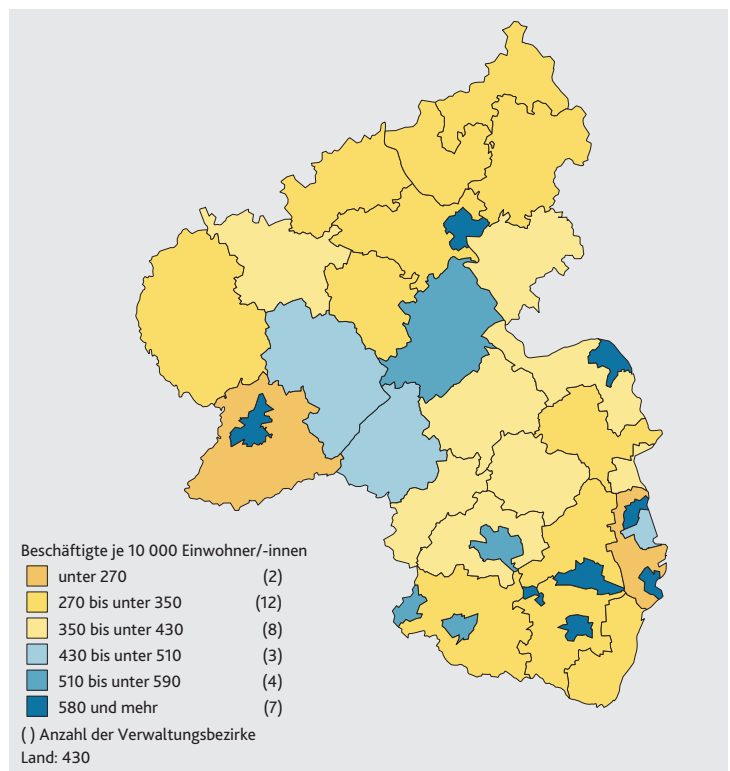 Beschäftigte je 10 000 Einwohner/-innen
unter 270 (2)
270 bis unter 350 (12)
350 bis unter 430 (8)
430 bis unter 510 (3)
510 bis unter 590 (4)
580 und mehr (7)
( ) Anzahl der Verwaltungsbezirke
Land: 430